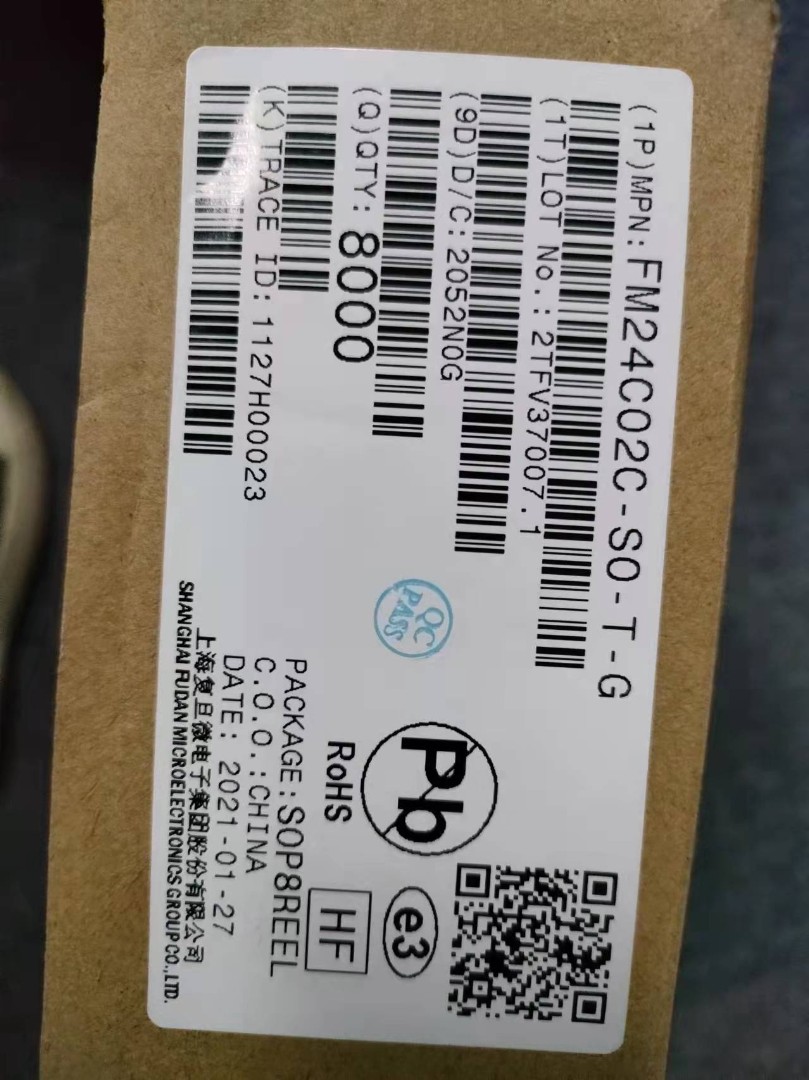 (1P)MPN:FM24C02C-SO-T-G
(1T)LOT No.:2TFV37007.1
(9D)D/C:2052N0G
(Q)QTY:8000
(K)TRACE ID:1127H00023
QC
PASS
Pb
e3
RoHS
HF
PACKAGE:SOP8REEL
C.O.O.:CHINA
DATE: 2021-01-27
上海复旦微电子集团股份有限公司
SHANGHAI FUDAN MICROELECTRONICS GROUP CO.,LTD.